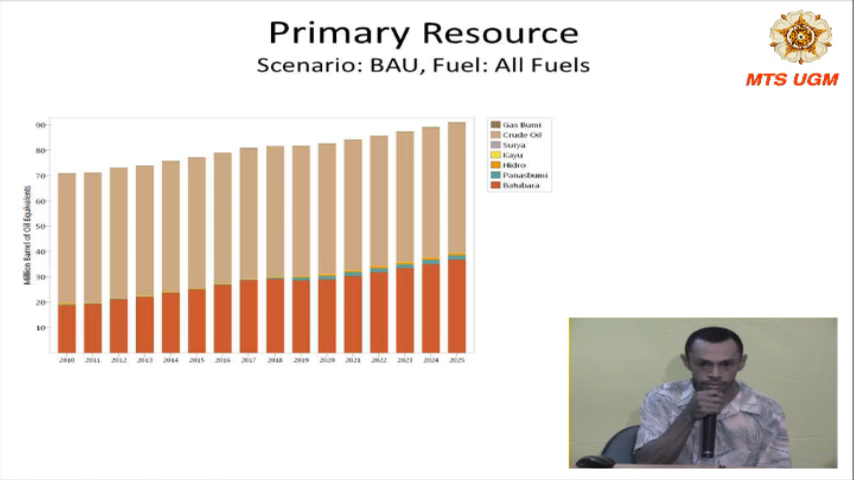 Primary Resource
Scenario: BAU, Fuel: All Fuels
MTS UGM
Million Barrel of Oil Equivalents
90
80
70
60
50
40
30
20
10
2010 2011 2012 2013 2014 2015 2016 2017 2018 2019 2020 2021 2022 2023 2024 2025
Gas Bumi
Crude Oil
Surya
Kayu
Hidro
Panasbumi
Batubara